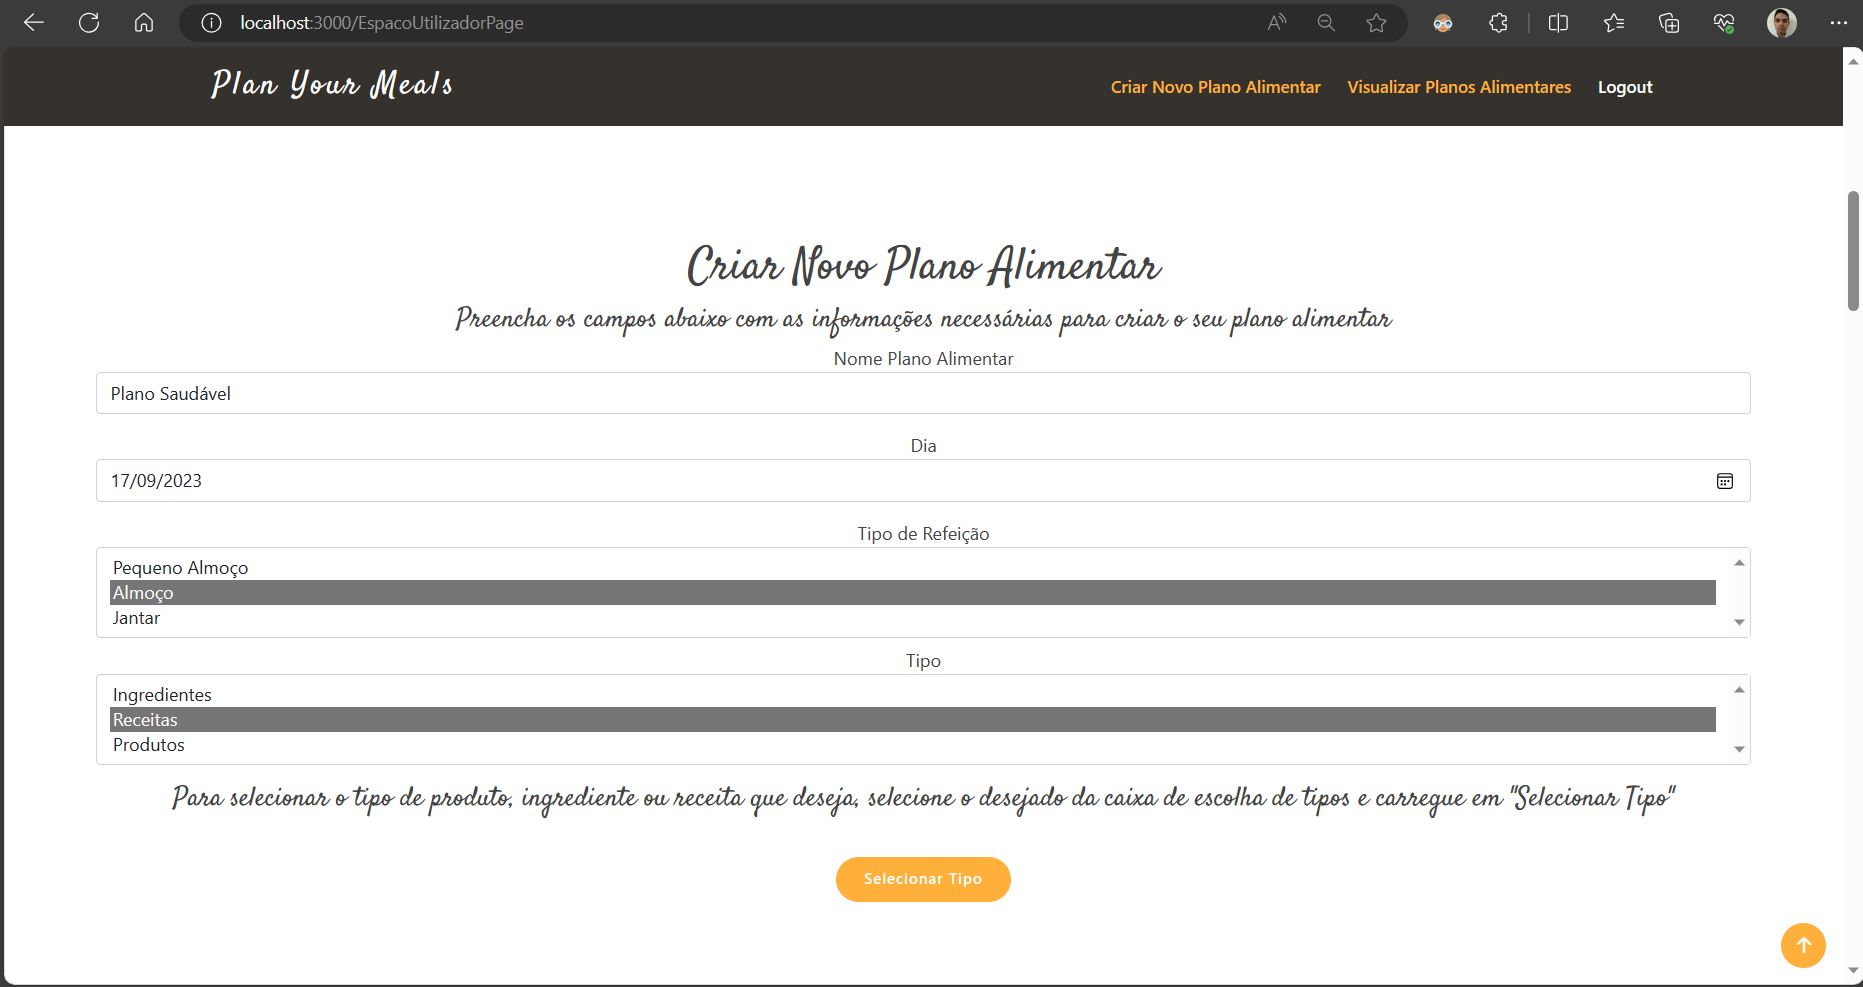 localhost:3000/EspacoUtilizadorPage
Plan Your Meals
Criar Novo Plano Alimentar
Visualizar Planos Alimentares
Logout
Criar Novo Plano Alimentar
Preencha os campos abaixo com as informações necessárias para criar o seu plano alimentar
Nome Plano Alimentar
Plano Saudável
Dia
17/09/2023
Tipo de Refeição
Pequeno Almoço
Almoço
Jantar
Tipo
Ingredientes
Receitas
Produtos
Para selecionar o tipo de produto, ingrediente ou receita que deseja, selecione o desejado da caixa de escolha de tipos e carregue em "Selecionar Tipo"
Selecionar Tipo